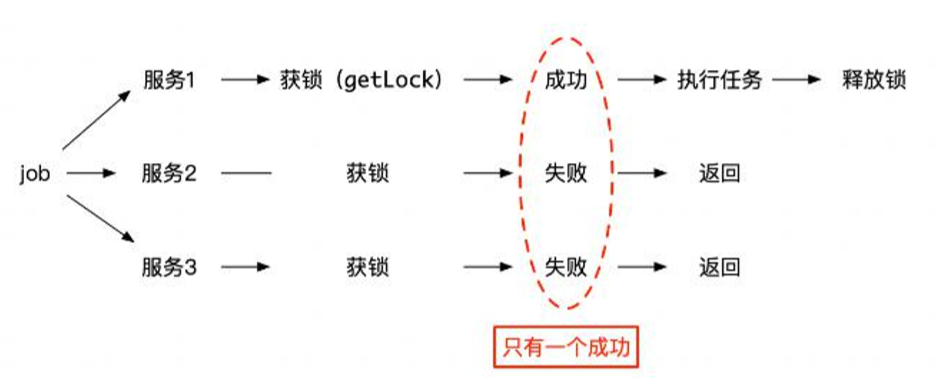 服务1 获锁（getLock） 成功 执行任务 释放锁
job 服务2 获锁 失败 返回
服务3 获锁 失败 返回
只有一个成功